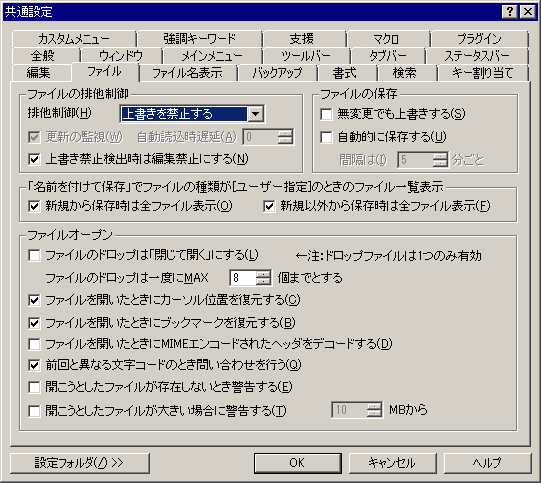 共通設定
カスタムメニュー 強調キーワード 支援 マクロ プラグイン
全般 ウィンドウ メインメニュー ツールバー タブバー ステータスバー
編集 ファイル ファイル名表示 バックアップ 書式 検索 キー割り当て
ファイルの排他制御
排他制御(H) 上書きを禁止する
更新の監視(W) 自動読込時遅延(A) 0
上書き禁止検出時は編集禁止にする(N)
ファイルの保存
無変更でも上書きする(S)
自動的に保存する(U)
間隔は(I) 5 分ごと
「名前を付けて保存」でファイルの種類が[ユーザー指定]のときのファイル一覧表示
新規から保存時は全ファイル表示(O) 新規以外から保存時は全ファイル表示(F)
ファイルオープン
ファイルのドロップは「閉じて開く」にする(L) ←注:ドロップファイルは1つのみ有効
ファイルのドロップは一度にMAX 8 個までとする
ファイルを開いたときにカーソル位置を復元する(C)
ファイルを開いたときにブックマークを復元する(B)
ファイルを開いたときにMIMEエンコードされたヘッダをデコードする(D)
前回と異なる文字コードのとき問い合わせを行う(Q)
開こうとしたファイルが存在しないとき警告する(E)
開こうとしたファイルが大きい場合に警告する(T) 10 MBから
設定フォルダ(/) >> OK キャンセル ヘルプ